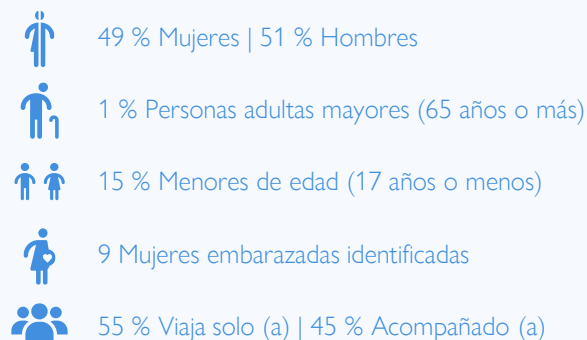 49 % Mujeres | 51 % Hombres
1 % Personas adultas mayores (65 años o más)
15 % Menores de edad (17 años o menos)
9 Mujeres embarazadas identificadas
55 % Viaja solo (a) | 45 % Acompañado (a)